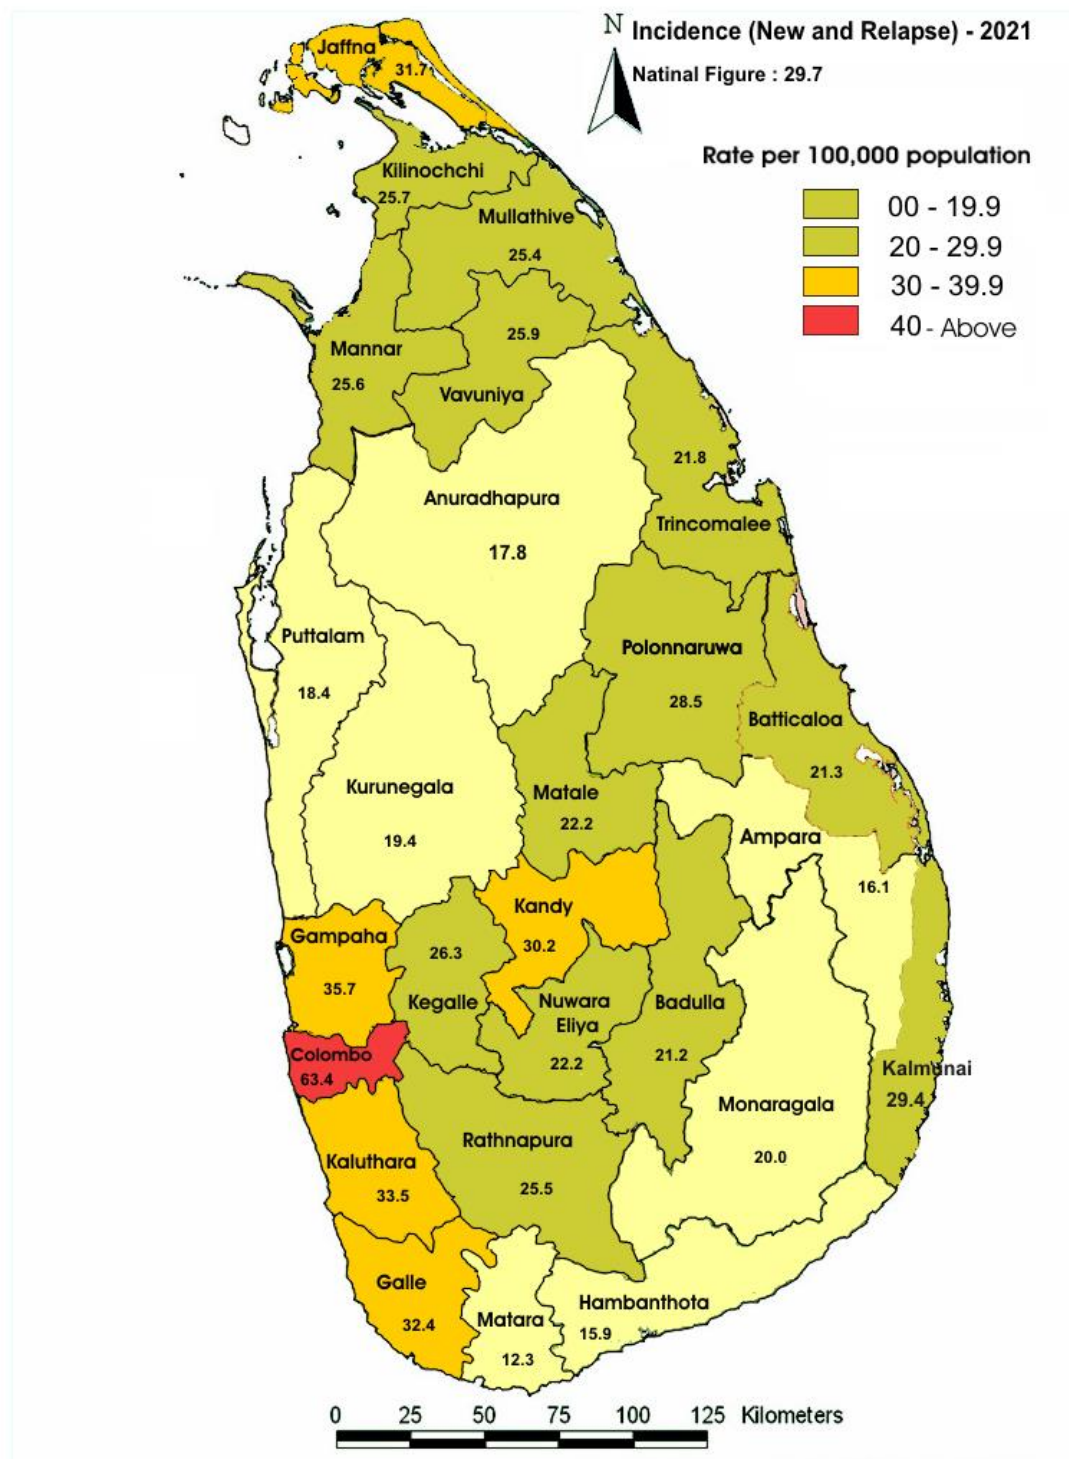 N
Incidence (New and Relapse) - 2021
Natinal Figure : 29.7
Rate per 100,000 population
00 - 19.9
20 - 29.9
30 - 39.9
40 - Above
Jaffna
31.7
Kilinochchi
25.7
Mullathive
25.4
25.9
Mannar
25.6
Vavuniya
21.8
Anuradhapura
Trincomalee
17.8
Puttalam
Polonnaruwa
18.4
28.5
Batticaloa
21.3
Kurunegala
Matale
22.2
19.4
Ampara
16.1
Kandy
30.2
Gampaha
26.3
35.7
Kegalle
Nuwara
Eliya
22.2
Badulla
21.2
Colombo
63.4
Kalmunai
29.4
Monaragala
20.0
Rathnapura
25.5
Kaluthara
33.5
Galle
32.4
Matara
12.3
Hambanthota
15.9
0 25 50 75 100 125 Kilometers